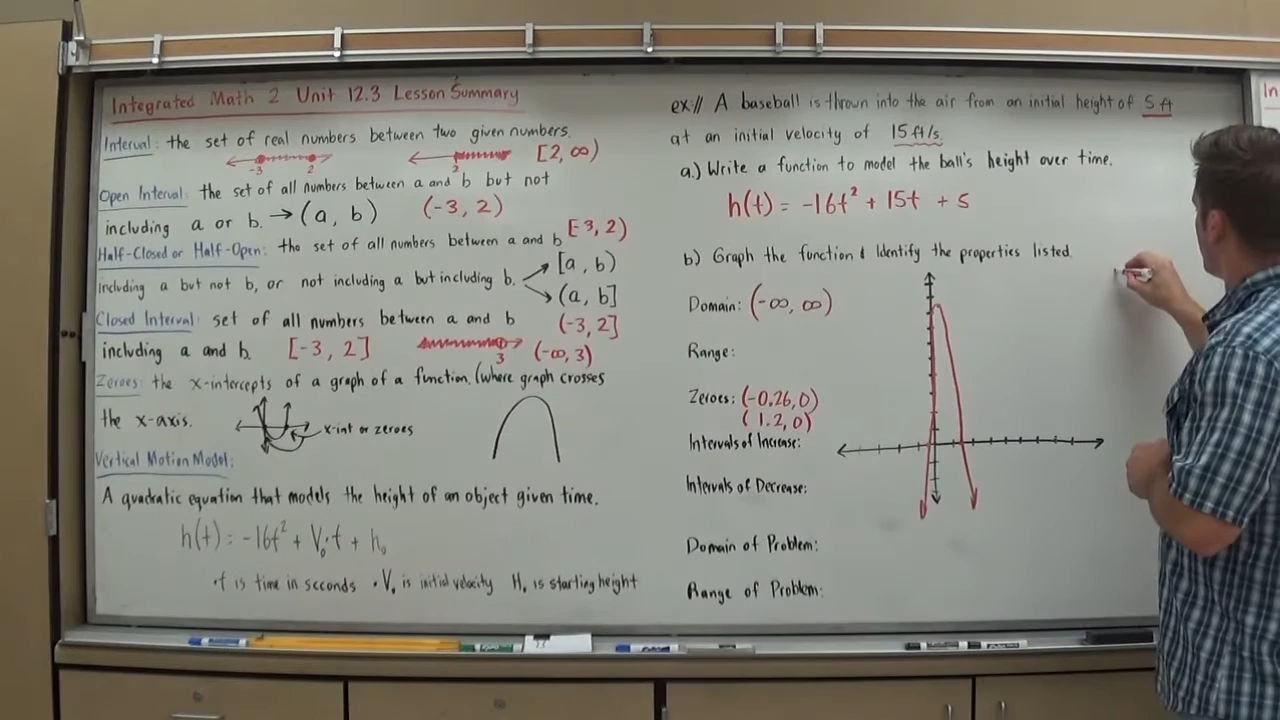 Integrated Math 2 Unit 12.3 Lesson Summary
Interval: the set of real numbers between two given numbers.
-3 2 2 [2, ∞)
Open Interval: the set of all numbers between a and b but not
including a or b. → (a, b) (-3, 2)
Half-Closed or Half-Open: the set of all numbers between a and b [-3, 2)
including a but not b, or not including a but including b. [a, b)
(a, b]
Closed Interval: set of all numbers between a and b (-3, 2]
including a and b. [-3, 2] 3 (-∞, 3)
Zeroes: the x-intercepts of a graph of a function. (where graph crosses
the x-axis. x-int or zeroes
Vertical Motion Model:
A quadratic equation that models the height of an object given time.
h(t) = -16t² + V₀·t + h₀
·t is time in seconds ·V₀ is initial velocity H₀ is starting height
ex:// A baseball is thrown into the air from an initial height of 5 ft
at an initial velocity of 15 ft/s.
a.) Write a function to model the ball's height over time.
h(t) = -16t² + 15t + 5
b) Graph the function & Identify the properties listed.
Domain: (-∞, ∞)
Range:
Zeroes: (-0.26, 0)
(1.2, 0)
Intervals of Increase:
Intervals of Decrease:
Domain of Problem:
Range of Problem:
In